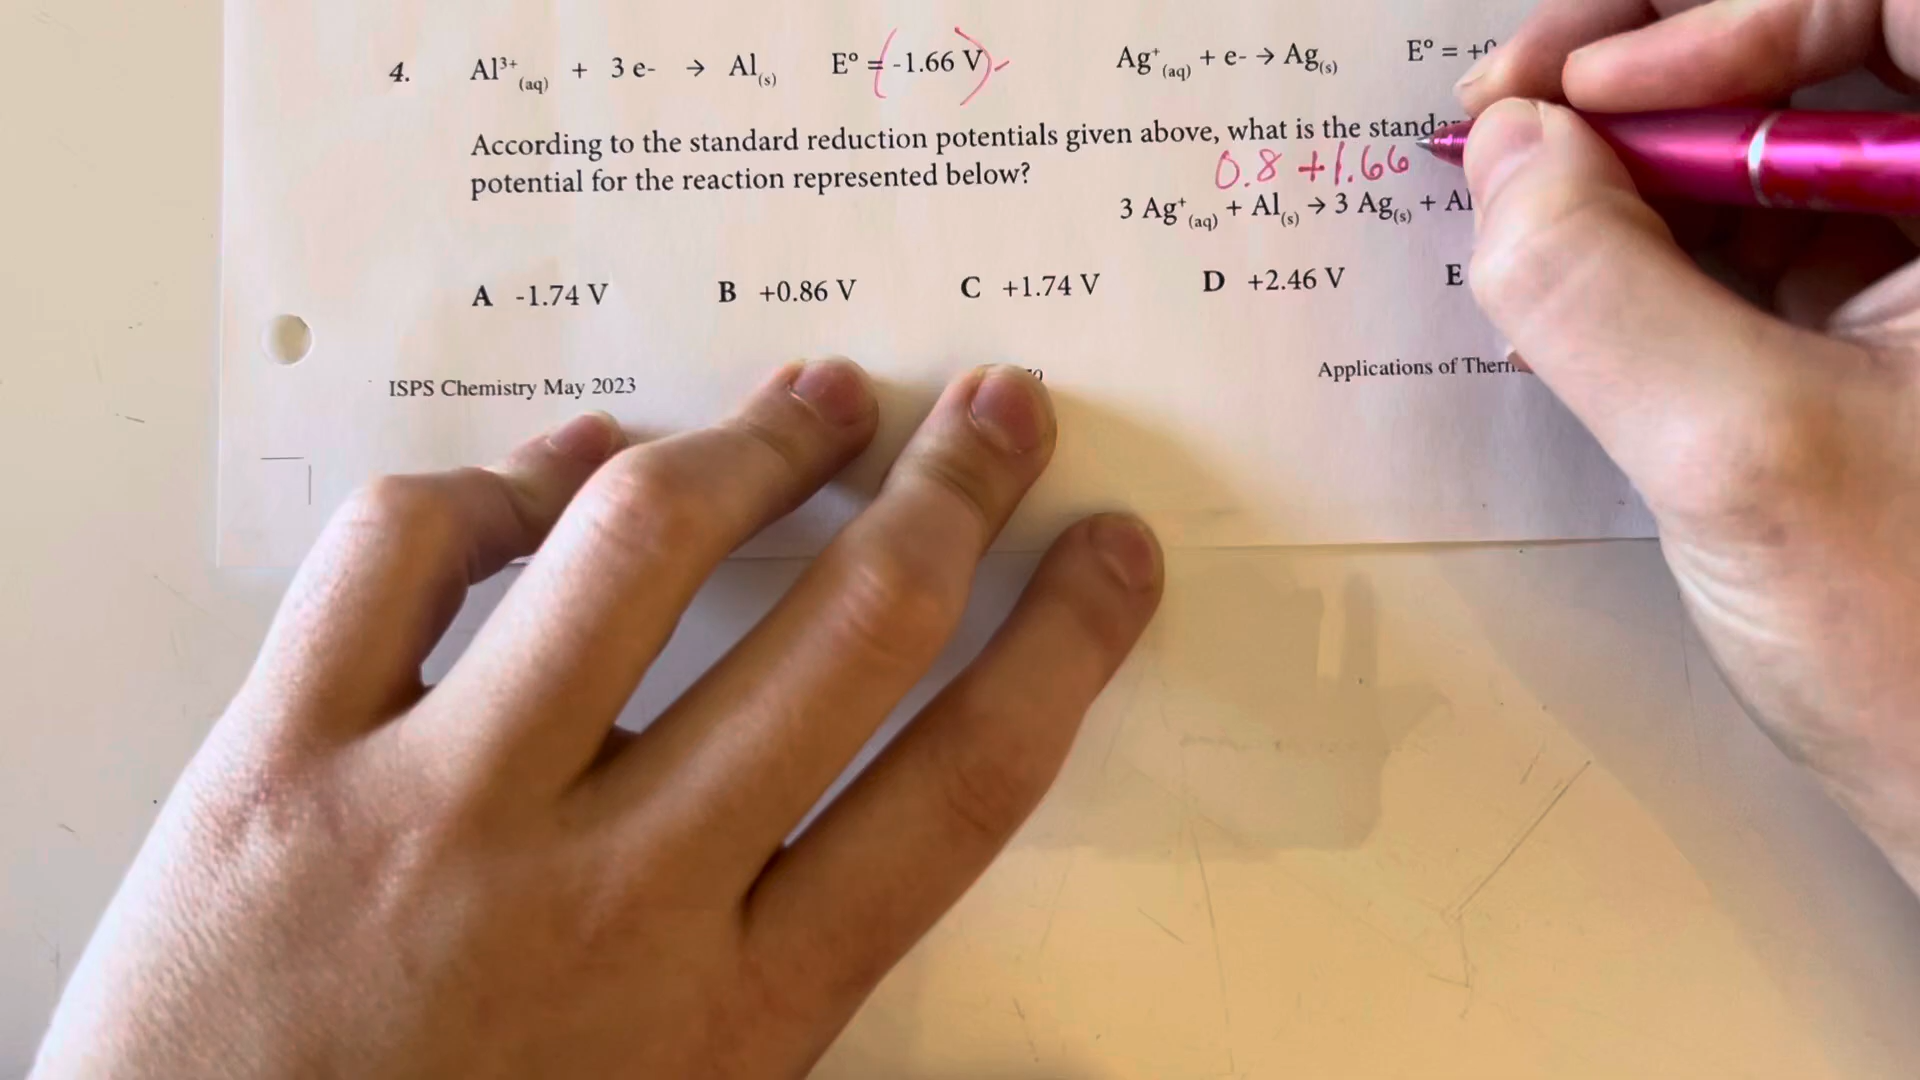 4. Al³⁺(aq) + 3 e- → Al(s) E° = (-1.66 V)- Ag⁺(aq) + e- → Ag(s) E° = +
According to the standard reduction potentials given above, what is the
potential for the reaction represented below?
0.8 +1.66
3 Ag⁺(aq) + Al(s) → 3 Ag(s) + Al
A -1.74 V B +0.86 V C +1.74 V D +2.46 V E
ISPS Chemistry May 2023 Applications of